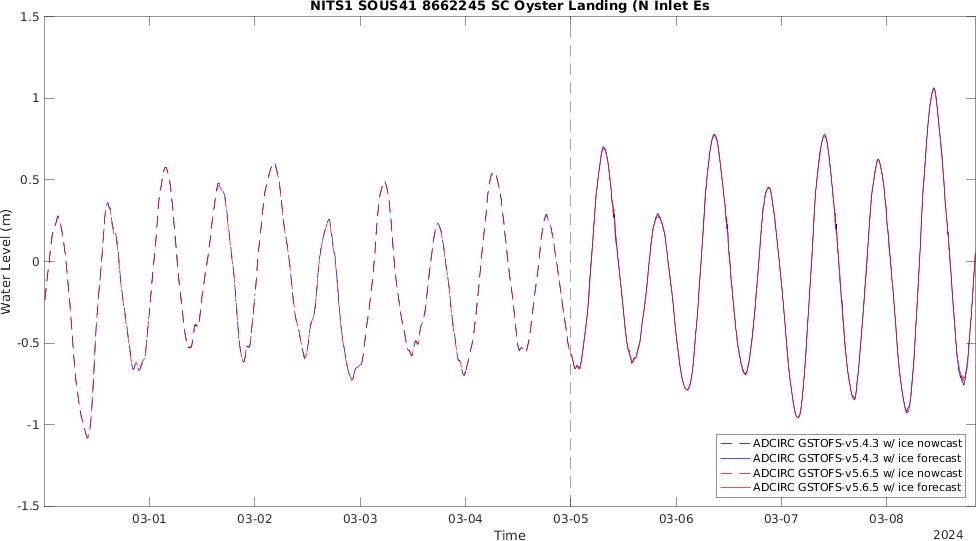 NITS1 SOUS41 8662245 SC Oyster Landing (N Inlet Es
1.5
1
0.5
0
-0.5
-1
-1.5
Water Level (m)
03-01
03-02
03-03
03-04
03-05
03-06
03-07
03-08
Time
2024
ADCIRC GSTOFS-v5.4.3 w/ ice nowcast
ADCIRC GSTOFS-v5.4.3 w/ ice forecast
ADCIRC GSTOFS-v5.6.5 w/ ice nowcast
ADCIRC GSTOFS-v5.6.5 w/ ice forecast